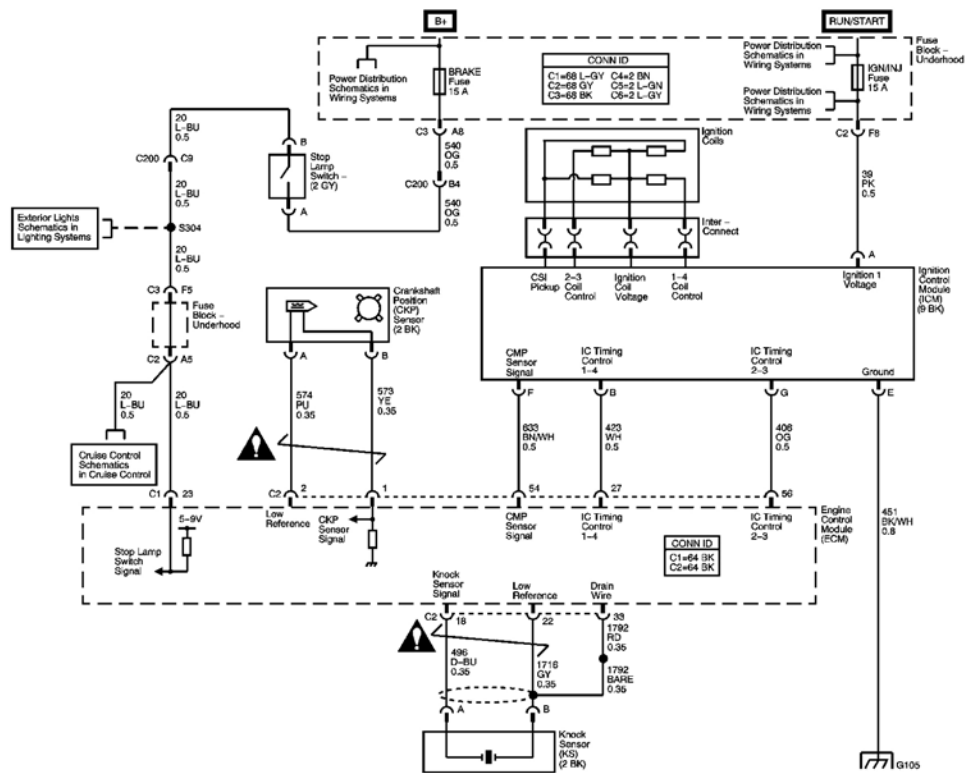 B+
RUN/START
Power Distribution
Schematics in
Wiring Systems
BRAKE
Fuse
15 A
CONN ID
C1=68 L-GY C4=2 BN
C2=68 GY C5=2 L-GN
C3=68 BK C6=2 L-GY
Power Distribution
Schematics in
Wiring Systems
Power Distribution
Schematics in
Wiring Systems
IGN/INJ
Fuse
15 A
Fuse
Block –
Underhood
C3 A8
C2 F8
20
L-BU
0.5
C200 C9
B
Stop
Lamp
Switch –
(2 GY)
A
540
OG
0.5
C200 B4
540
OG
0.5
Ignition
Coils
39
PK
0.5
20
L-BU
0.5
Exterior Lights
Schematics in
Lighting Systems
S304
20
L-BU
0.5
Inter –
Connect
A
CSI
Pickup
2-3
Coil
Control
Ignition
Coil
Voltage
1-4
Coil
Control
Ignition 1
Voltage
Ignition
Control
Module
(ICM)
(9 BK)
C3 F5
Fuse
Block –
Underhood
C2 A5
Crankshaft
Position
(CKP)
Sensor
(2 BK)
A
B
CMP
Sensor
Signal
IC Timing
Control
1-4
IC Timing
Control
2-3
Ground
F
B
G
E
20
L-BU
0.5
20
L-BU
0.5
574
PU
0.35
573
YE
0.35
633
BN/WH
0.5
423
WH
0.5
406
OG
0.5
Cruise Control
Schematics
in Cruise Control
C1 23
C2 2
1
54
27
56
5-9V
Stop Lamp
Switch
Signal
Low
Reference
CKP
Sensor
Signal
CMP
Sensor
Signal
IC Timing
Control
1-4
IC Timing
Control
2-3
Engine
Control
Module
(ECM)
CONN ID
C1=64 BK
C2=64 BK
451
BK/WH
0.8
Knock
Sensor
Signal
Low
Reference
Drain
Wire
C2 18
22
33
496
D-BU
0.35
1716
GY
0.35
1792
RD
0.35
1792
BARE
0.35
A
B
Knock
Sensor
(KS)
(2 BK)
G105